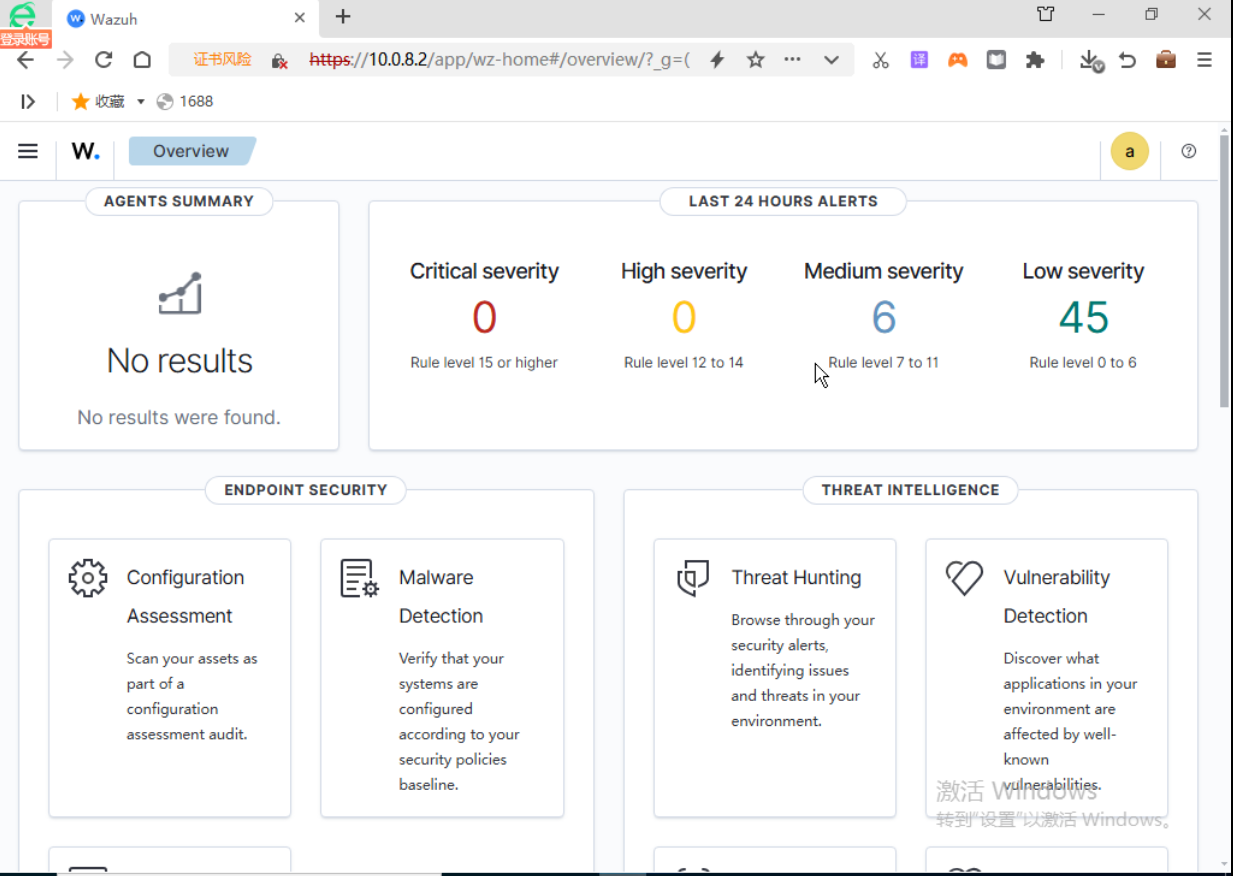 Wazuh
登录账号
证书风险
https://10.0.8.2/app/wz-home#/overview/?_g=(
译
收藏
1688
W.
Overview
a
AGENTS SUMMARY
No results
No results were found.
LAST 24 HOURS ALERTS
Critical severity
0
Rule level 15 or higher
High severity
0
Rule level 12 to 14
Medium severity
6
Rule level 7 to 11
Low severity
45
Rule level 0 to 6
ENDPOINT SECURITY
Configuration
Assessment
Scan your assets as
part of a
configuration
assessment audit.
Malware
Detection
Verify that your
systems are
configured
according to your
security policies
baseline.
THREAT INTELLIGENCE
Threat Hunting
Browse through your
security alerts,
identifying issues
and threats in your
environment.
Vulnerability
Detection
Discover what
applications in your
environment are
affected by well-
known
vulnerabilities.
激活 Windows
转到“设置”以激活 Windows。